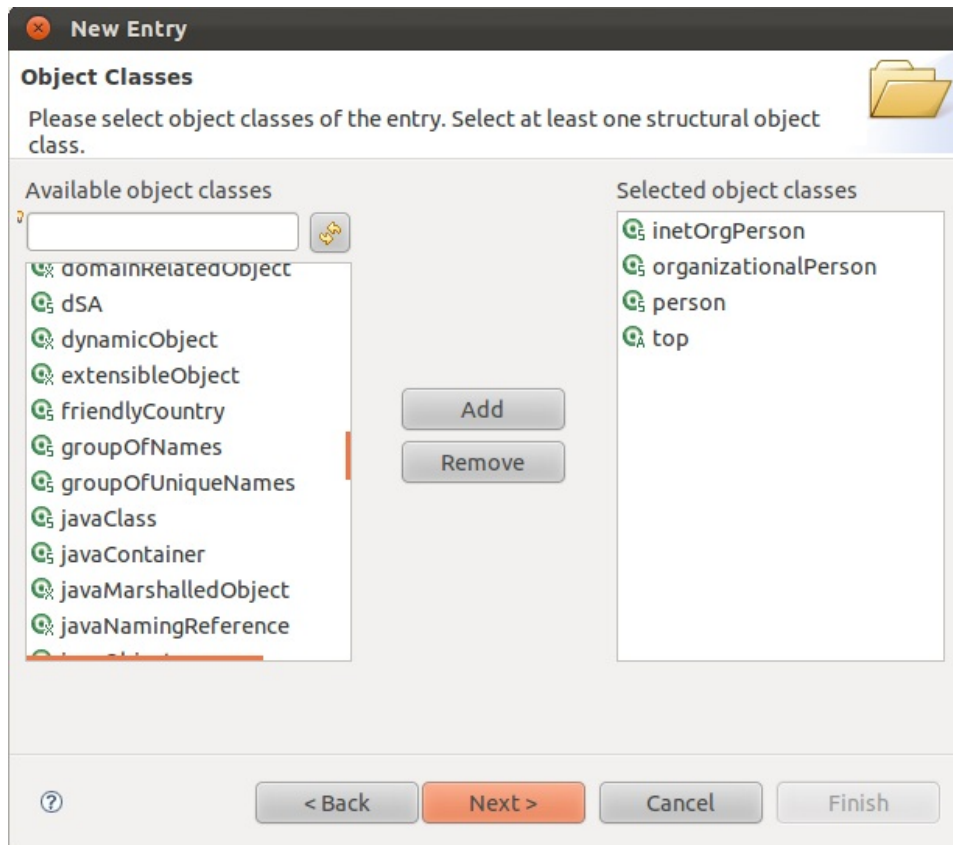 New Entry
Object Classes
Please select object classes of the entry. Select at least one structural object
class.
Available object classes
domainRelatedObject
dSA
dynamicObject
extensibleObject
friendlyCountry
groupOfNames
groupOfUniqueNames
javaClass
javaContainer
javaMarshalledObject
javaNamingReference
Add
Remove
Selected object classes
inetOrgPerson
organizationalPerson
person
top
< Back
Next >
Cancel
Finish